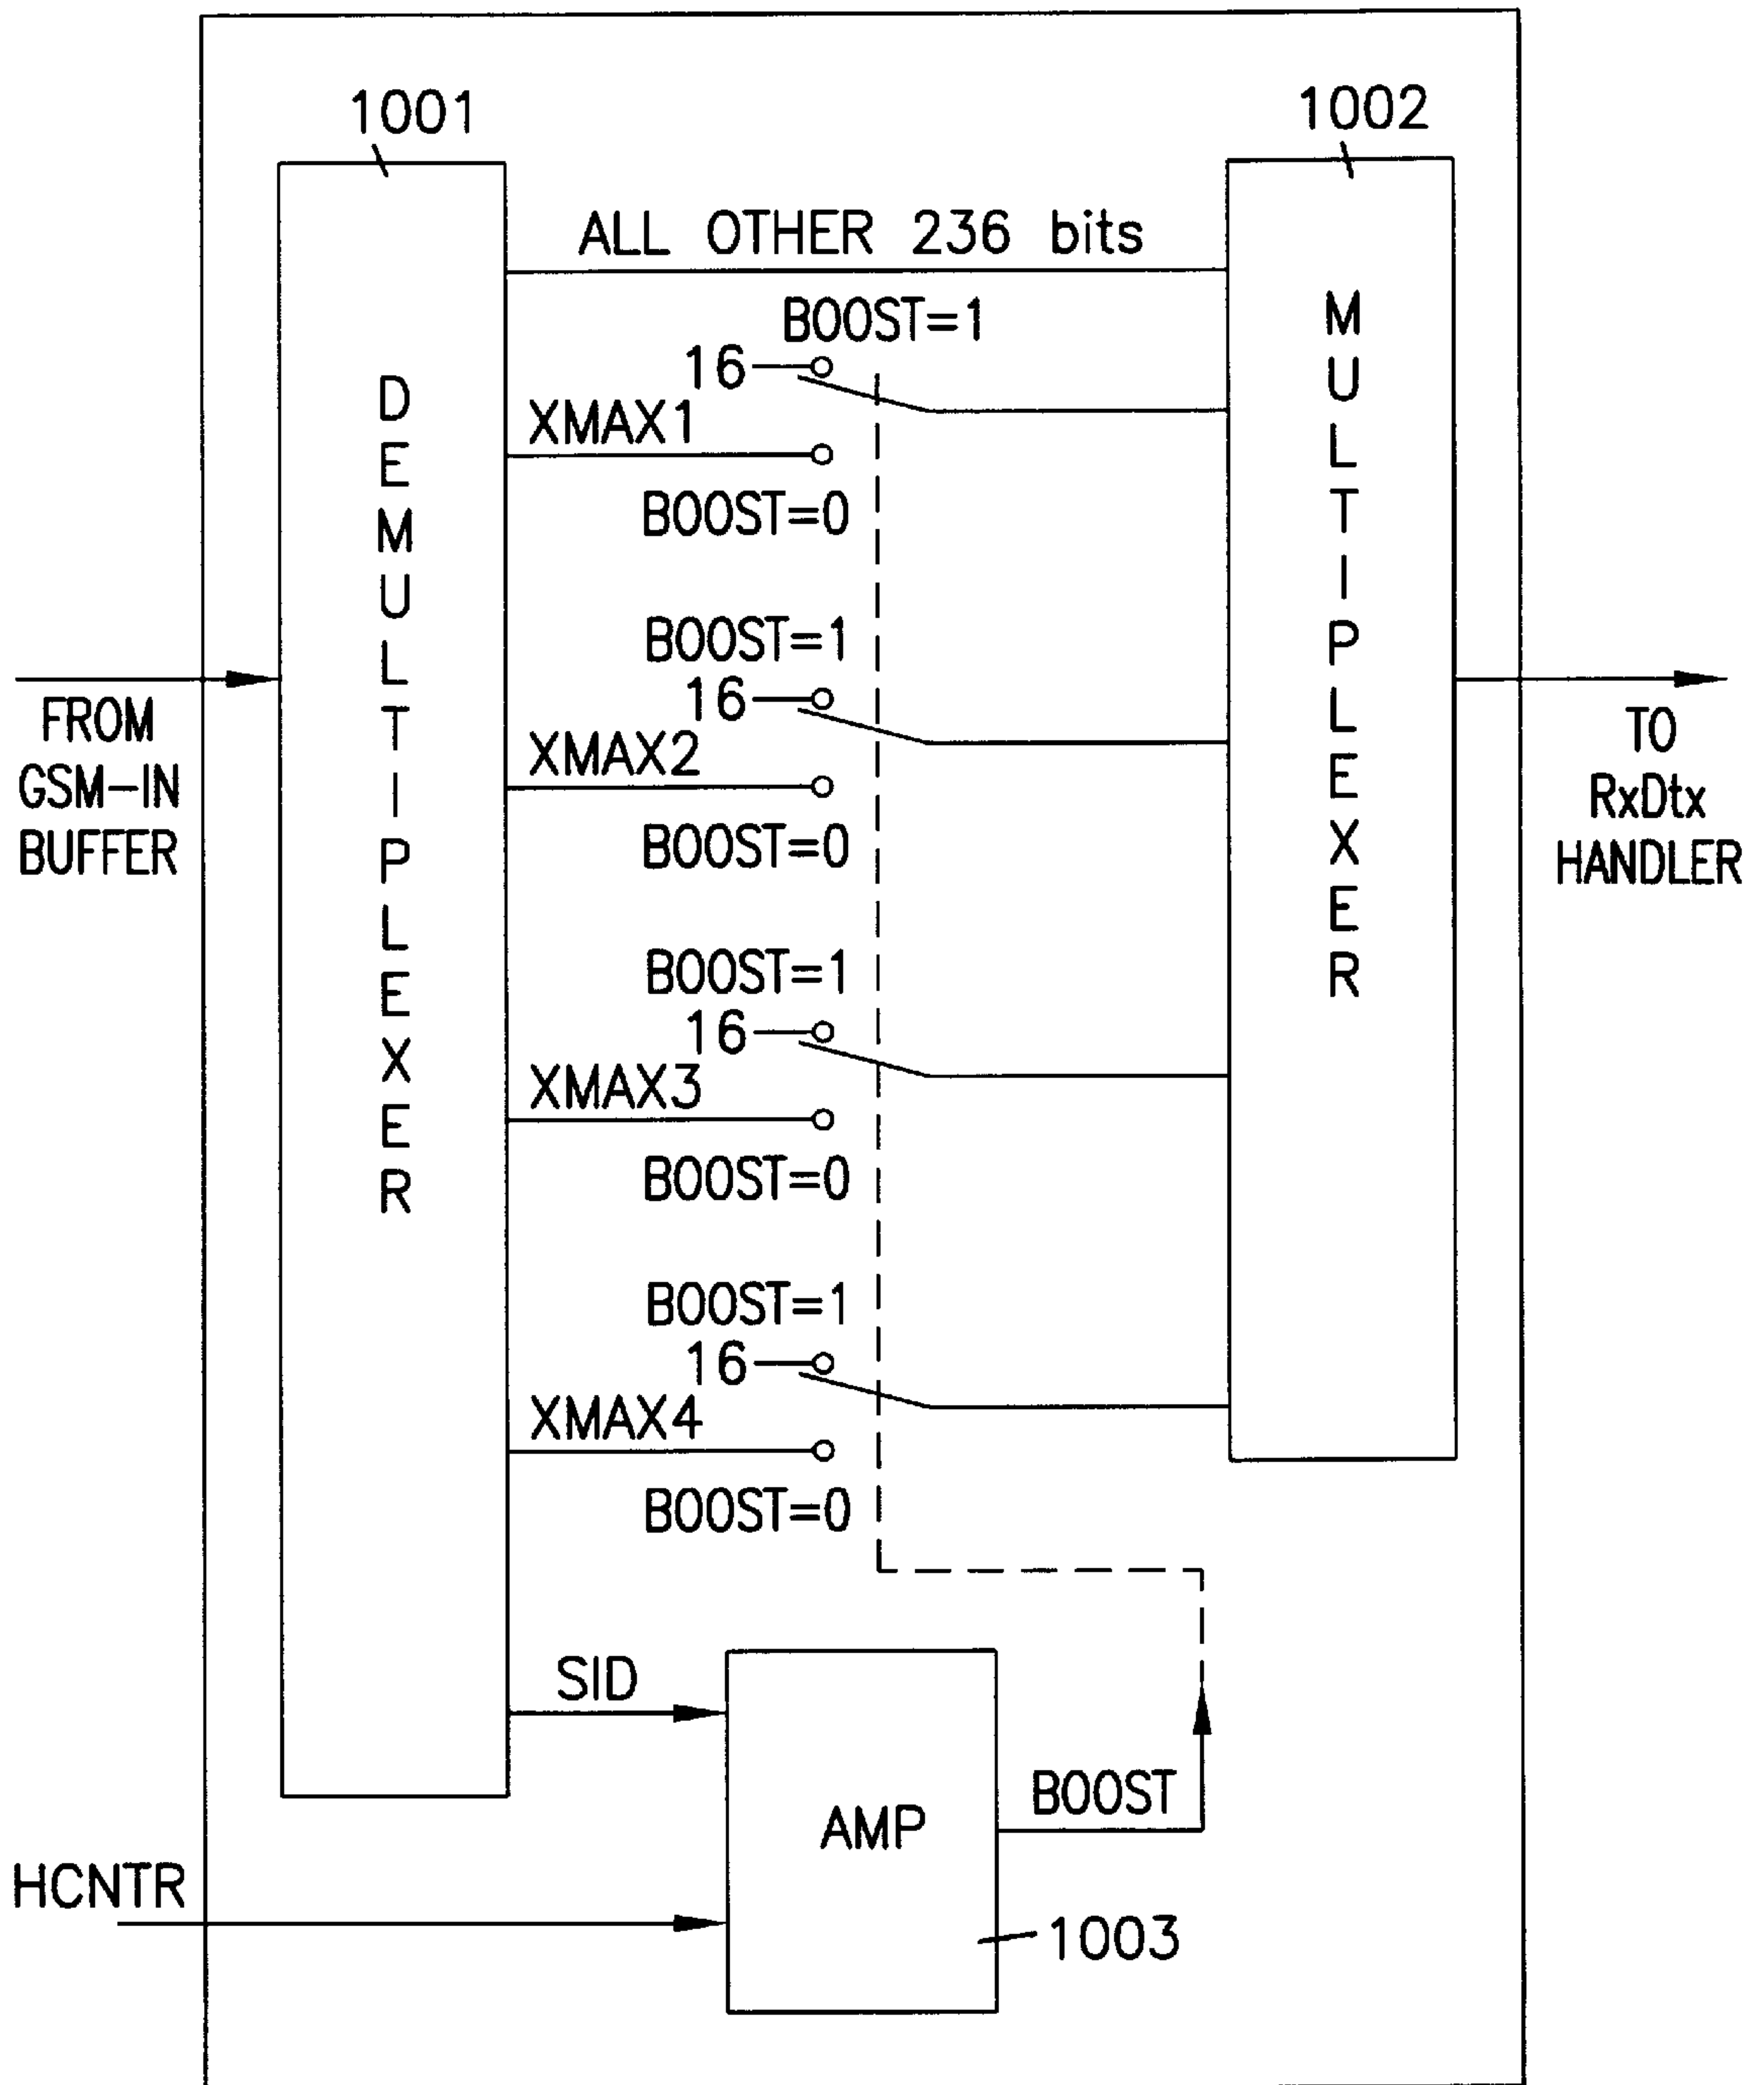 1001
1002
ALL OTHER 236 bits
BOOST=1
16
XMAX1
BOOST=0
BOOST=1
16
XMAX2
BOOST=0
BOOST=1
16
XMAX3
BOOST=0
BOOST=1
16
XMAX4
BOOST=0
DEMULTIPLEXER
MULTIPLEXER
FROM
GSM-IN
BUFFER
TO
RxDtx
HANDLER
SID
AMP
BOOST
HCNTR
1003